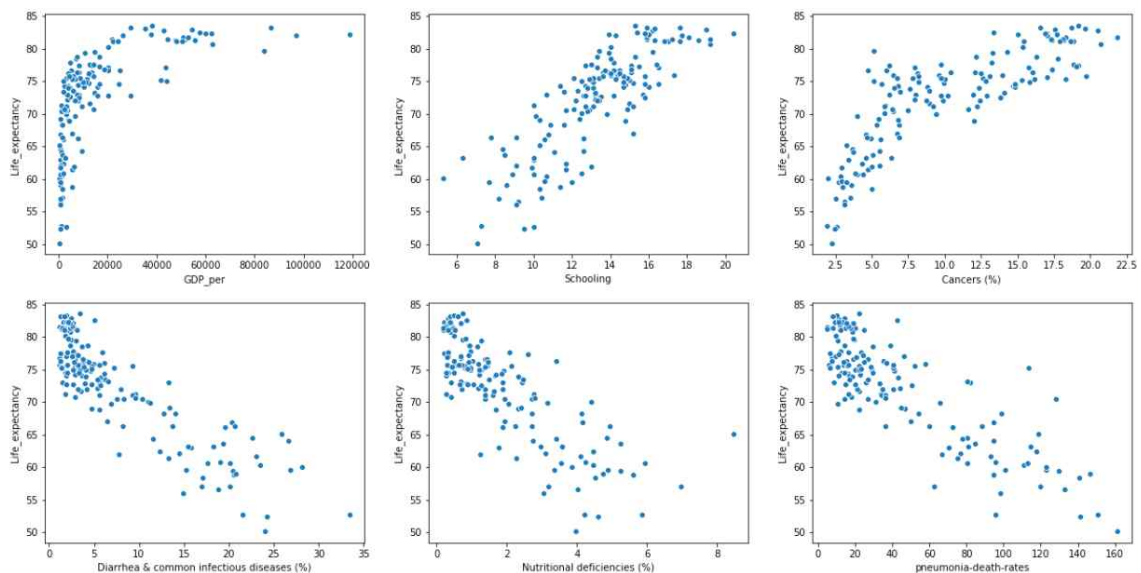 85
80
75
70
65
60
55
50
Life_expectancy
0 20000 40000 60000 80000 100000 120000
GDP_per
85
80
75
70
65
60
55
50
Life_expectancy
6 8 10 12 14 16 18 20
Schooling
85
80
75
70
65
60
55
50
Life_expectancy
2.5 5.0 7.5 10.0 12.5 15.0 17.5 20.0 22.5
Cancers (%)
85
80
75
70
65
60
55
50
Life_expectancy
0 5 10 15 20 25 30 35
Diarrhea & common infectious diseases (%)
85
80
75
70
65
60
55
50
Life_expectancy
0 2 4 6 8
Nutritional deficiencies (%)
85
80
75
70
65
60
55
50
Life_expectancy
0 20 40 60 80 100 120 140 160
pneumonia-death-rates